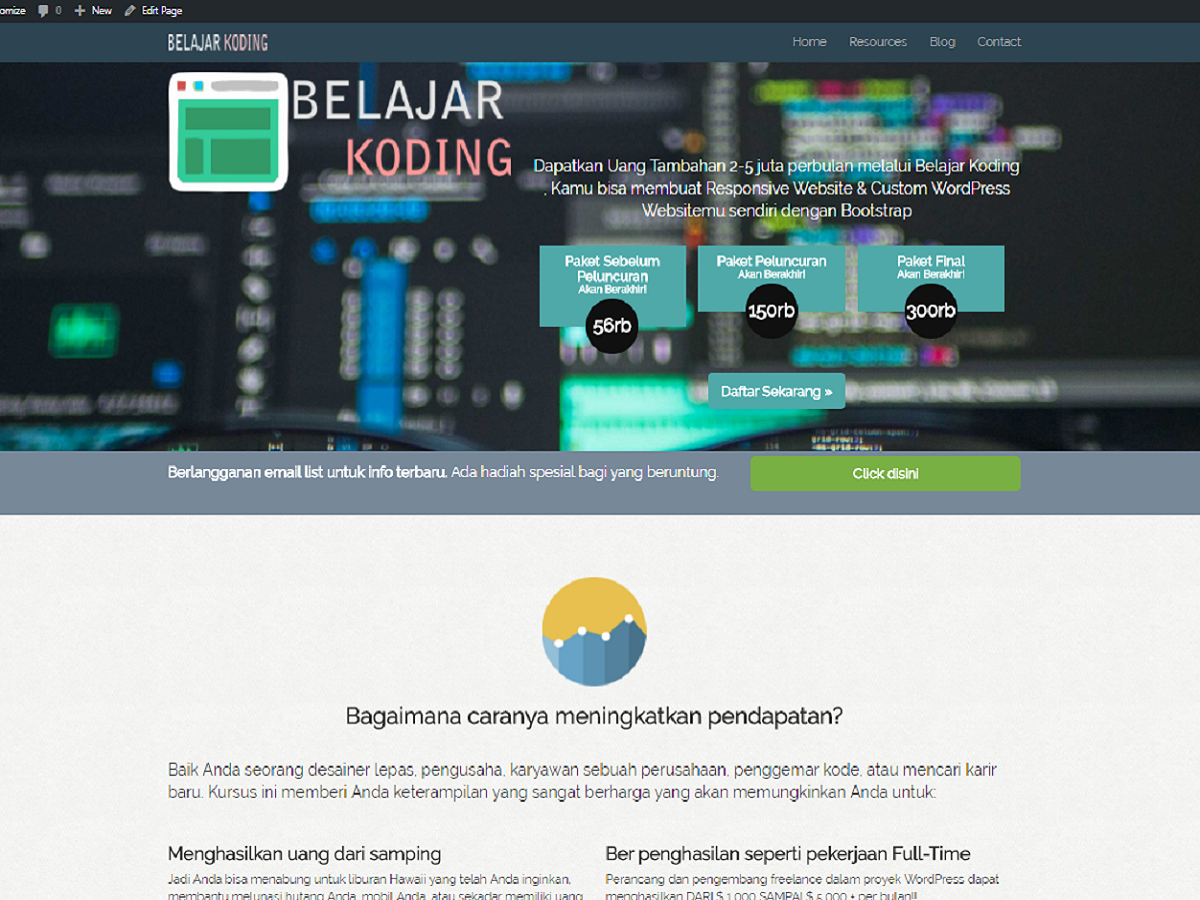 omize 0 New Edit Page
BELAJAR KODING
Home Resources Blog Contact
BELAJAR
KODING
Dapatkan Uang Tambahan 2-5 juta perbulan melalui Belajar Koding
. Kamu bisa membuat Responsive Website & Custom WordPress
Websitemu sendiri dengan Bootstrap
Paket Sebelum
Peluncuran
Akan Berakhir!
56rb
Paket Peluncuran
Akan Berakhir!
150rb
Paket Final
Akan Berakhir!
300rb
Daftar Sekarang »
Berlangganan email list untuk info terbaru. Ada hadiah spesial bagi yang beruntung.
Click disini
Bagaimana caranya meningkatkan pendapatan?
Baik Anda seorang desainer lepas, pengusaha, karyawan sebuah perusahaan, penggemar kode, atau mencari karir
baru. Kursus ini memberi Anda keterampilan yang sangat berharga yang akan memungkinkan Anda untuk:
Menghasilkan uang dari samping
Jadi Anda bisa menabung untuk liburan Hawaii yang telah Anda inginkan,
membantu melunasi hutang Anda, mobil Anda, atau sekadar memiliki uang
Ber penghasilan seperti pekerjaan Full-Time
Perancang dan pengembang freelance dalam proyek WordPress dapat
menghasilkan DARI $ 1.000 SAMPAI $ 5.000 + per bulan!!